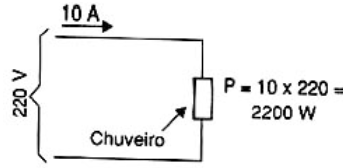 10 A
220 V
P = 10 x 220 =
2200 W
Chuveiro